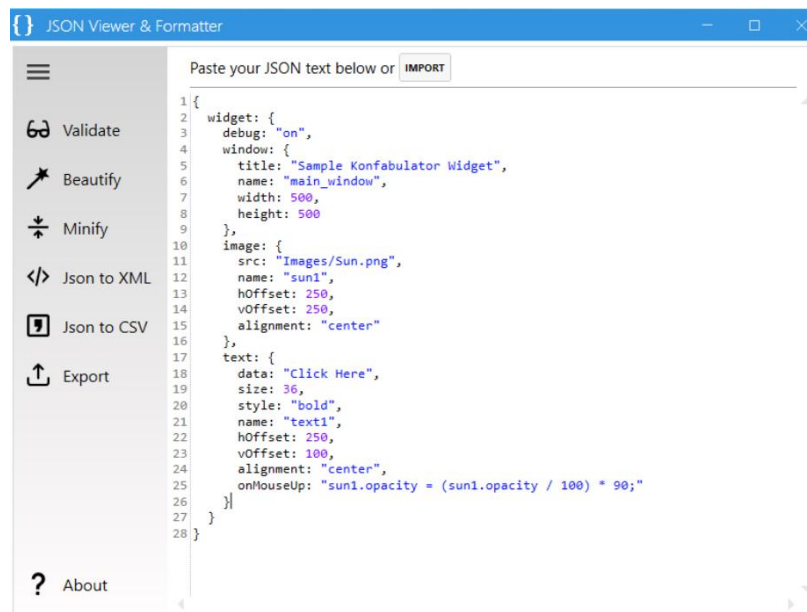 {} JSON Viewer & Formatter
Paste your JSON text below or IMPORT
Validate
Beautify
Minify
</> Json to XML
Json to CSV
Export
? About
1 {
2   widget: {
3     debug: "on",
4     window: {
5       title: "Sample Konfabulator Widget",
6       name: "main_window",
7       width: 500,
8       height: 500
9     },
10     image: {
11       src: "Images/Sun.png",
12       name: "sun1",
13       hOffset: 250,
14       vOffset: 250,
15       alignment: "center"
16     },
17     text: {
18       data: "Click Here",
19       size: 36,
20       style: "bold",
21       name: "text1",
22       hOffset: 250,
23       vOffset: 100,
24       alignment: "center",
25       onMouseUp: "sun1.opacity = (sun1.opacity / 100) * 90;"
26     }
27   }
28 }